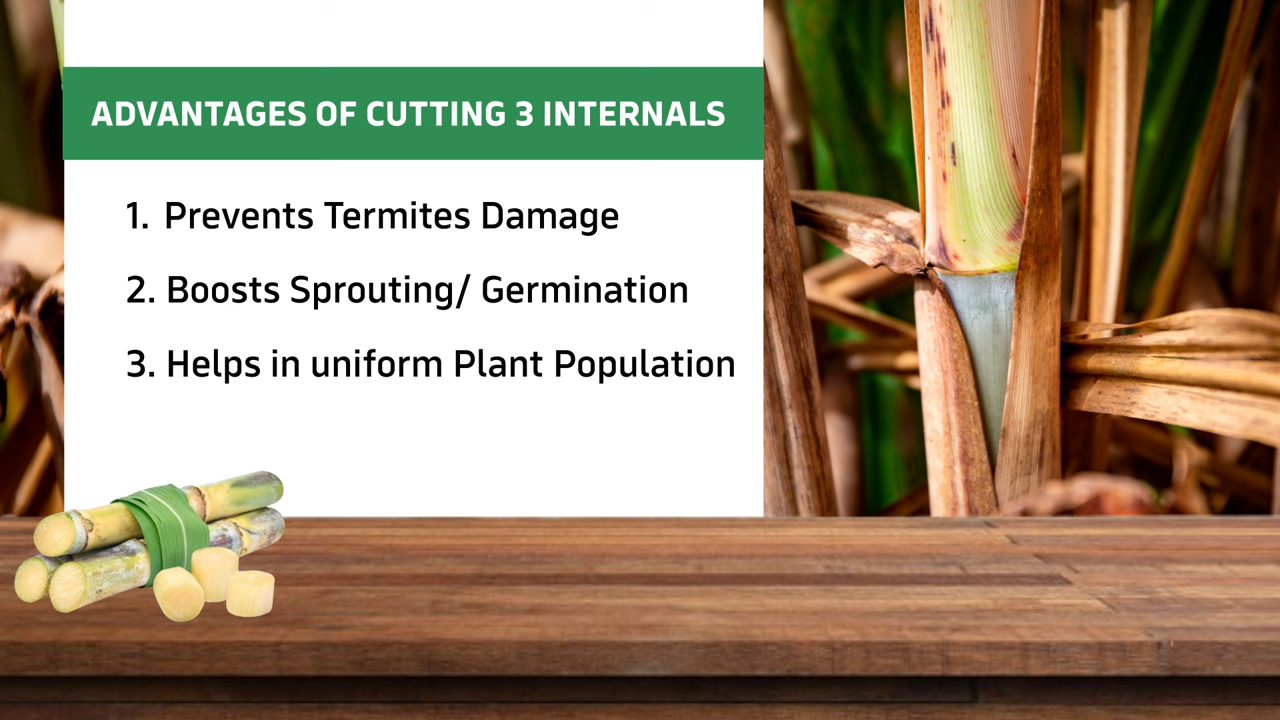 ADVANTAGES OF CUTTING 3 INTERNALS
1. Prevents Termites Damage
2. Boosts Sprouting/ Germination
3. Helps in uniform Plant Population